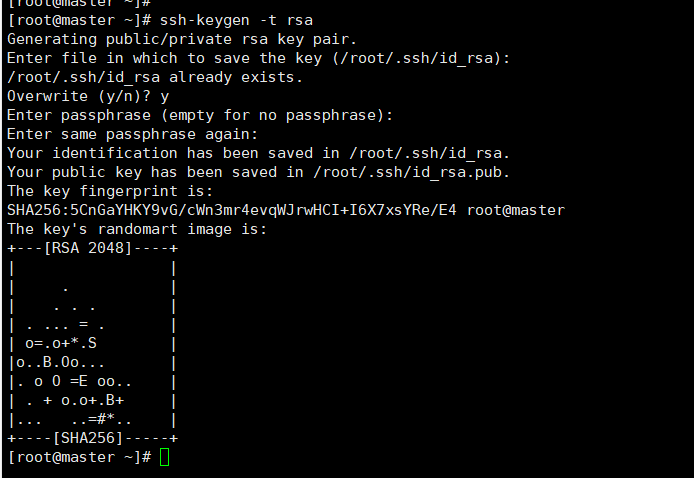 [root@master ~]#
[root@master ~]# ssh-keygen -t rsa
Generating public/private rsa key pair.
Enter file in which to save the key (/root/.ssh/id_rsa):
/root/.ssh/id_rsa already exists.
Overwrite (y/n)? y
Enter passphrase (empty for no passphrase):
Enter same passphrase again:
Your identification has been saved in /root/.ssh/id_rsa.
Your public key has been saved in /root/.ssh/id_rsa.pub.
The key fingerprint is:
SHA256:5CnGaYHKY9vG/cWn3mr4evqWJrwHCI+I6X7xsYRe/E4 root@master
The key's randomart image is:
+---[RSA 2048]----+
|                 |
|     .           |
|    . . .        |
| . ... = .       |
| o=.o+*.S        |
|o..B.Oo...       |
|. o O =E oo..    |
| . + o.o+.B+     |
|...   ..=#*..    |
+----[SHA256]-----+
[root@master ~]#